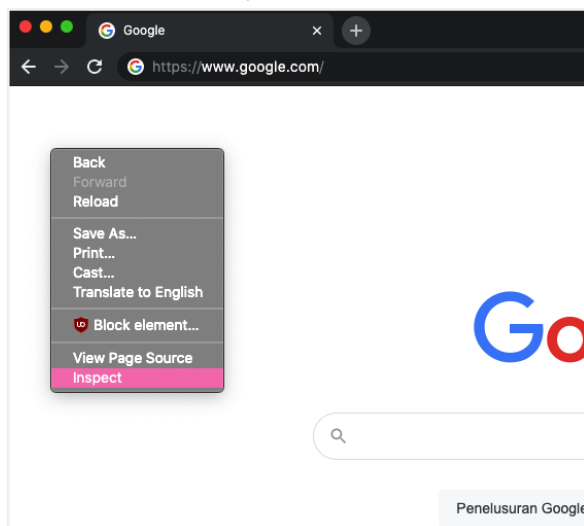 Google
https://www.google.com/
Back
Forward
Reload
Save As...
Print...
Cast...
Translate to English
Block element...
View Page Source
Inspect
Go
Penelusuran Google